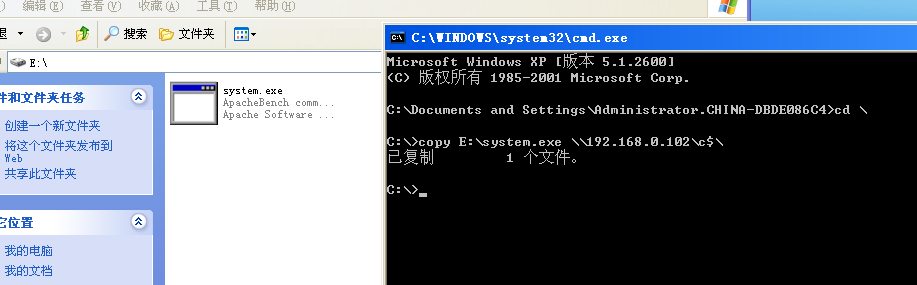 编辑(E) 查看(V) 收藏(A) 工具(T) 帮助(H)
退
搜索
文件夹
E:\
件和文件夹任务
创建一个新文件夹
将这个文件夹发布到
Web
共享此文件夹
它位置
我的电脑
我的文档
system.exe
ApacheBench comm...
Apache Software ...
C:\WINDOWS\system32\cmd.exe
Microsoft Windows XP [版本 5.1.2600]
(C) 版权所有 1985-2001 Microsoft Corp.
C:\Documents and Settings\Administrator.CHINA-DBDE086C4>cd \
C:\>copy E:\system.exe \\192.168.0.102\c$\
已复制         1 个文件。
C:\>_